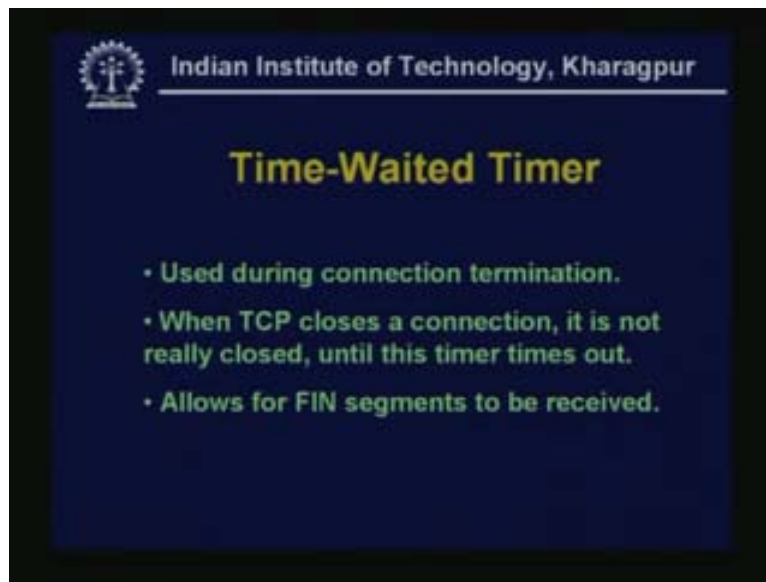 Indian Institute of Technology, Kharagpur
Time-Waited Timer
• Used during connection termination.
• When TCP closes a connection, it is not
really closed, until this timer times out.
• Allows for FIN segments to be received.